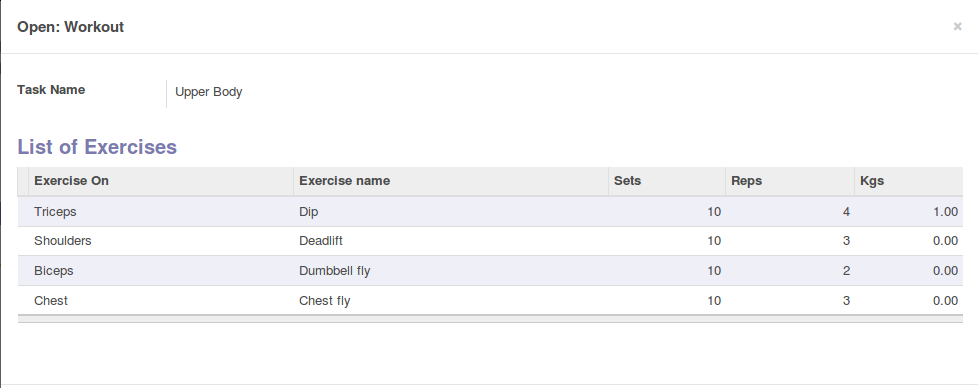 Open: Workout ×
Task Name Upper Body
List of Exercises
Exercise On Exercise name Sets Reps Kgs
Triceps Dip 10 4 1.00
Shoulders Deadlift 10 3 0.00
Biceps Dumbbell fly 10 2 0.00
Chest Chest fly 10 3 0.00